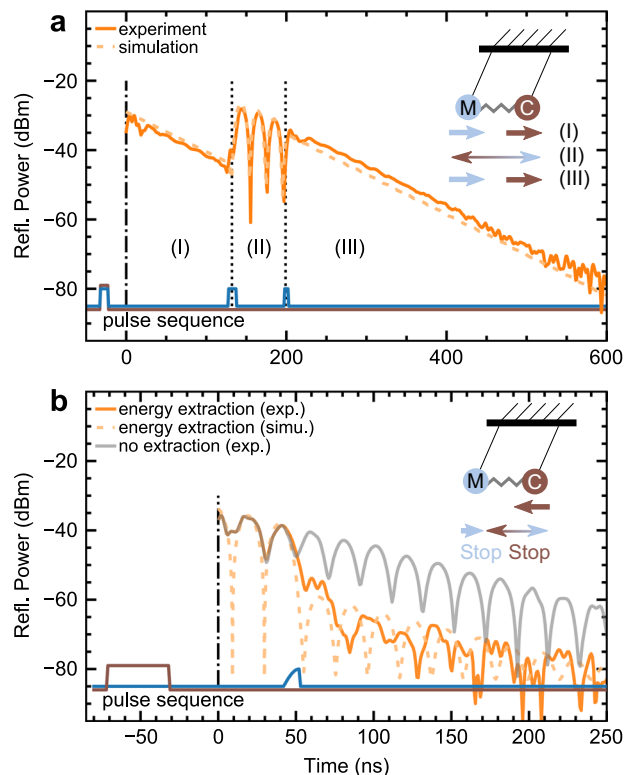 a
experiment
simulation
−20
−40
−60
−80
Refl. Power (dBm)
M
C
(I)
(II)
(III)
(I)
(II)
(III)
pulse sequence
0
200
400
600
b
energy extraction (exp.)
energy extraction (simu.)
no extraction (exp.)
−20
−40
−60
−80
Refl. Power (dBm)
M
C
Stop Stop
pulse sequence
−50
0
50
100
150
200
250
Time (ns)